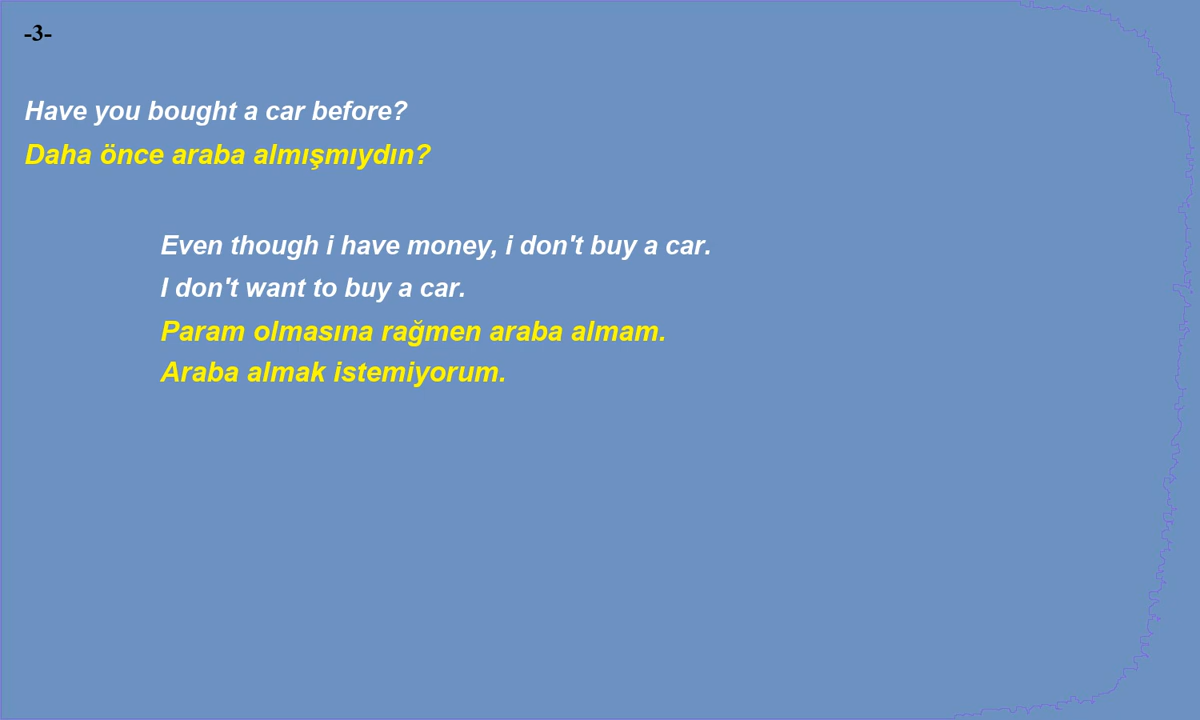 -3-
Have you bought a car before?
Daha önce araba almışmıydın?
Even though i have money, i don't buy a car.
I don't want to buy a car.
Param olmasına rağmen araba almam.
Araba almak istemiyorum.